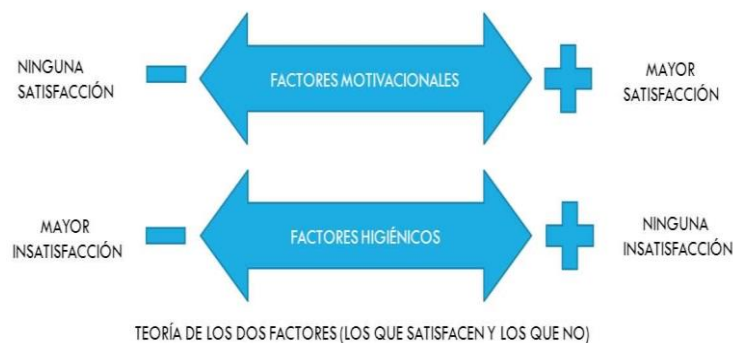 NINGUNA
SATISFACCIÓN
FACTORES MOTIVACIONALES
MAYOR
SATISFACCIÓN
MAYOR
INSATISFACCIÓN
FACTORES HIGIÉNICOS
NINGUNA
INSATISFACCIÓN
TEORÍA DE LOS DOS FACTORES (LOS QUE SATISFACEN Y LOS QUE NO)